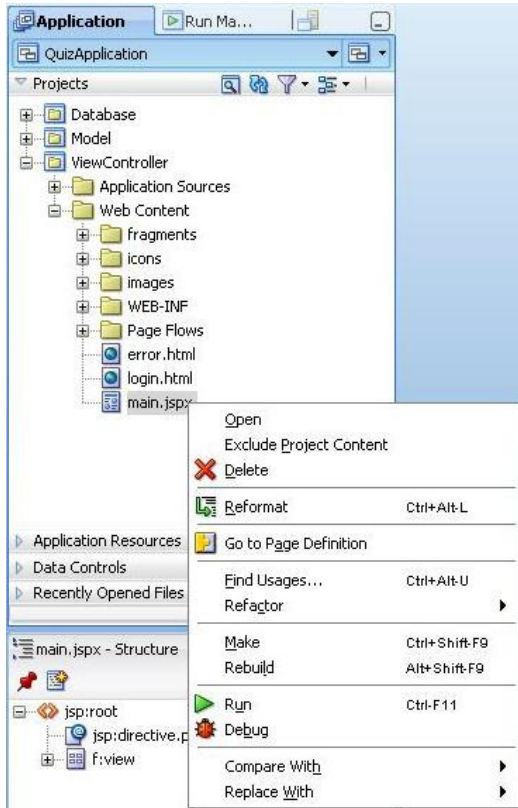 Application
Run Ma...
QuizApplication
Projects
Database
Model
ViewController
Application Sources
Web Content
fragments
icons
images
WEB-INF
Page Flows
error.html
login.html
main.jspx
Open
Exclude Project Content
Delete
Reformat Ctrl+Alt-L
Go to Page Definition
Find Usages... Ctrl+Alt-U
Refactor
Make Ctrl+Shift-F9
Rebuild Alt+Shift-F9
Run Ctrl-F11
Debug
Compare With
Replace With
Application Resources
Data Controls
Recently Opened Files
main.jspx - Structure
jsp:root
jsp:directive.p
f:view